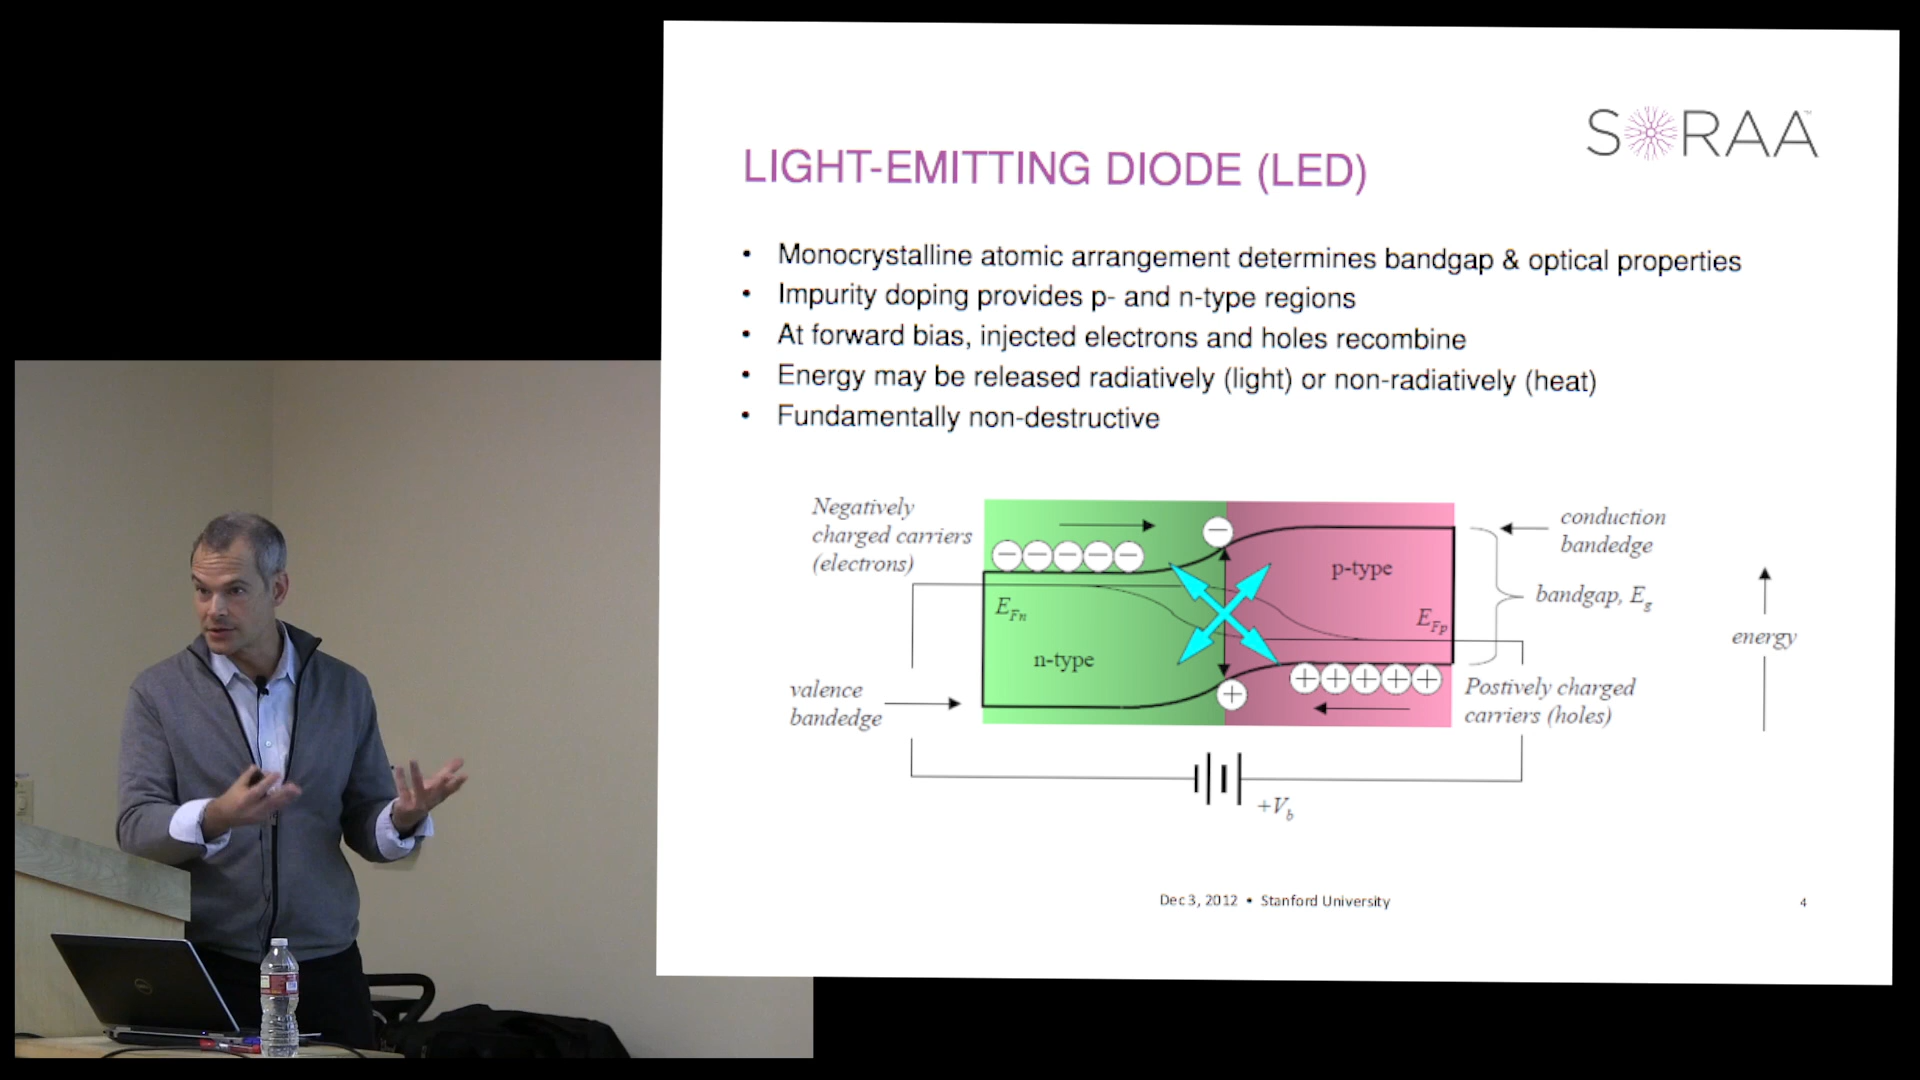 SORAA™
LIGHT-EMITTING DIODE (LED)
• Monocrystalline atomic arrangement determines bandgap & optical properties
• Impurity doping provides p- and n-type regions
• At forward bias, injected electrons and holes recombine
• Energy may be released radiatively (light) or non-radiatively (heat)
• Fundamentally non-destructive
Negatively
charged carriers
(electrons)
conduction
bandedge
p-type
bandgap, Eg
EFn
EFp
energy
n-type
valence
bandedge
Postively charged
carriers (holes)
+Vb
Dec 3, 2012 • Stanford University
4
DELL